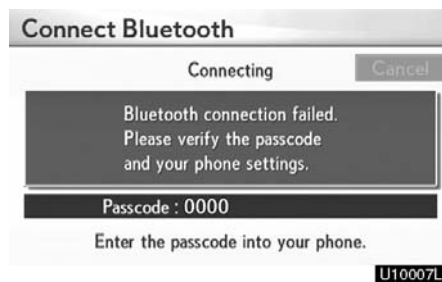 Connect Bluetooth
Connecting
Cancel
Bluetooth connection failed.
Please verify the passcode
and your phone settings.
Passcode : 0000
Enter the passcode into your phone.
U10007L